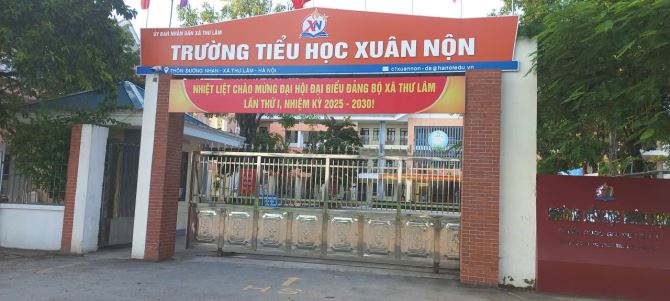 XN
ỦY BAN NHÂN DÂN XÃ THƯ LÂM
TRƯỜNG TIỂU HỌC XUÂN NỘN
THÔN ĐƯỜNG NHẠN - XÃ THƯ LÂM - HÀ NỘI
c1xuannon-da@hanoiedu.vn
NHIỆT LIỆT CHÀO MỪNG ĐẠI HỘI ĐẠI BIỂU ĐẢNG BỘ XÃ THƯ LÂM
LẦN THỨ I, NHIỆM KỲ 2025 - 2030!